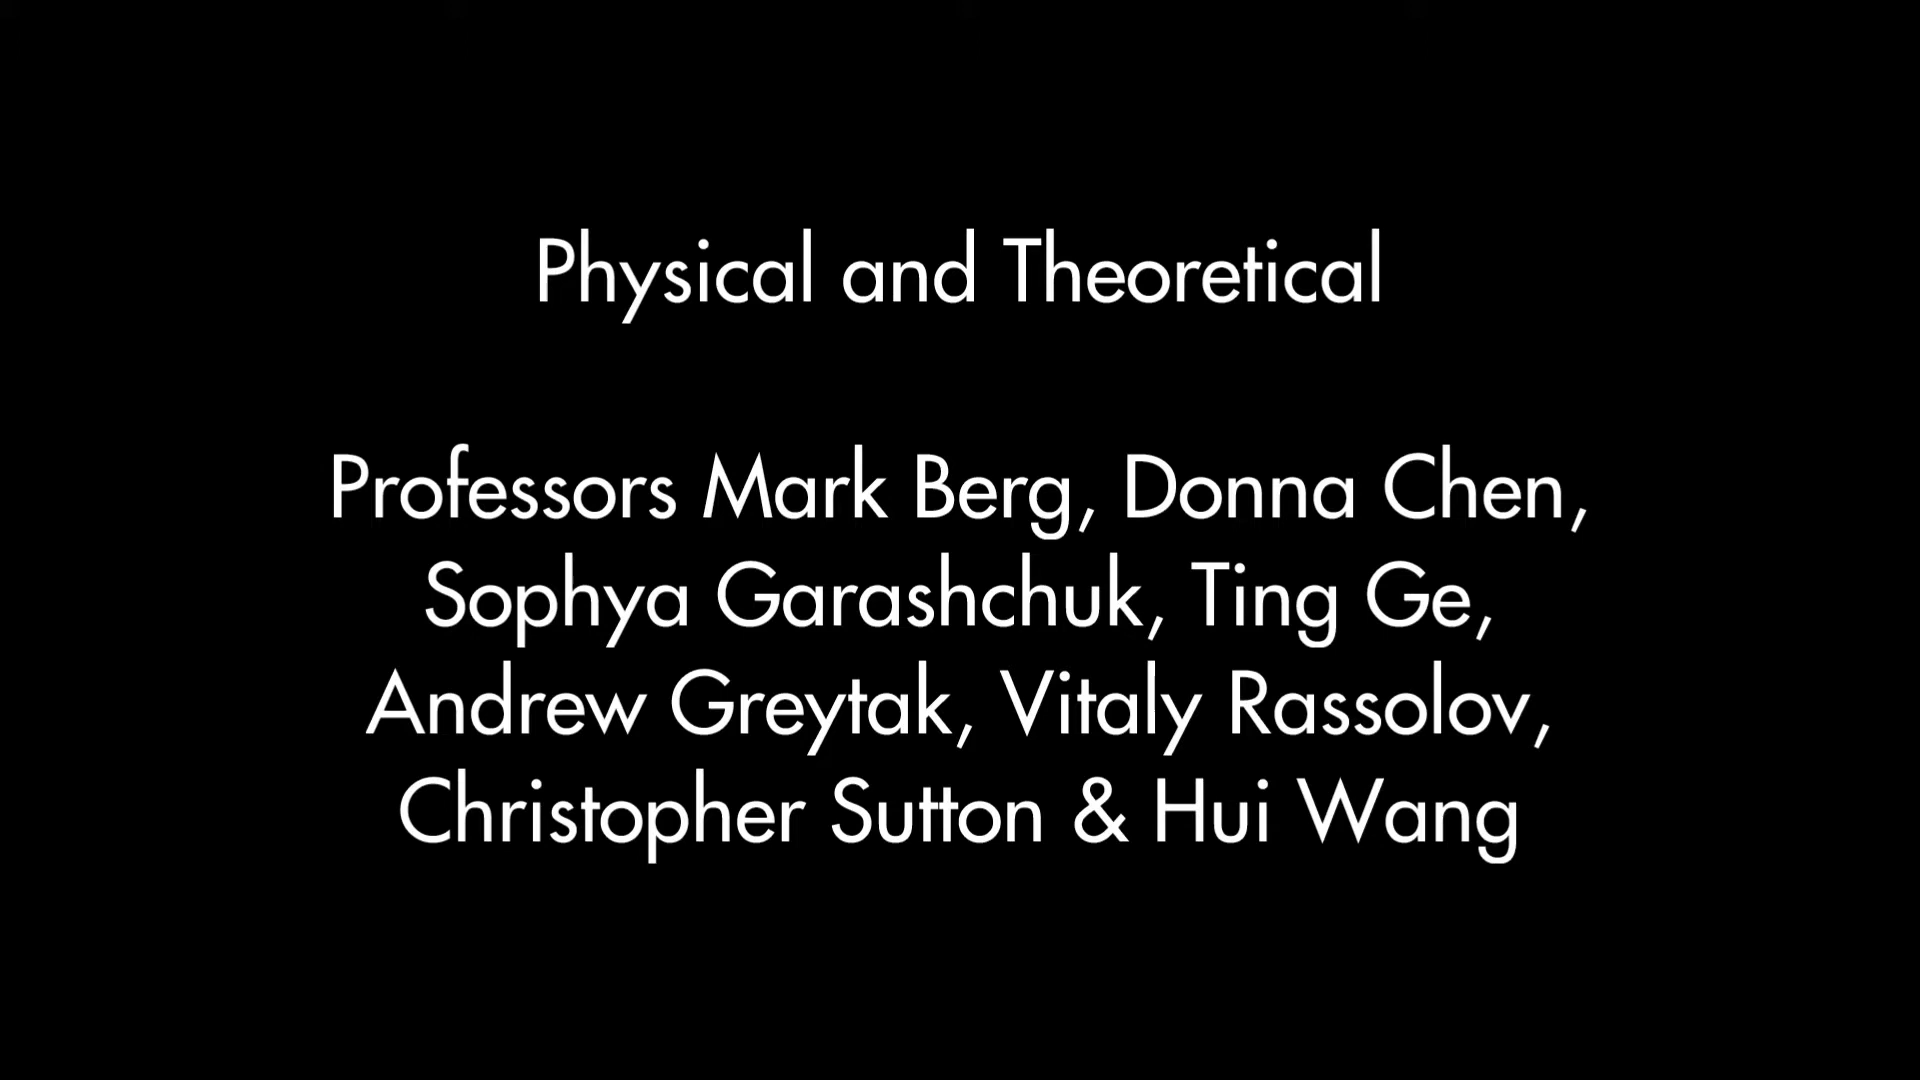 Physical and Theoretical
Professors Mark Berg, Donna Chen,
Sophya Garashchuk, Ting Ge,
Andrew Greytak, Vitaly Rassolov,
Christopher Sutton & Hui Wang